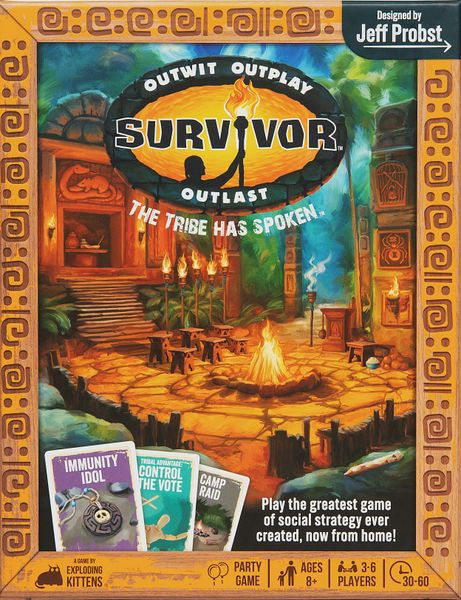 Designed by
Jeff Probst
OUTWIT OUTPLAY
SURVIVOR™
OUTLAST
THE TRIBE HAS SPOKEN™
IMMUNITY
IDOL
TRIBAL ADVANTAGE:
CONTROL
THE VOTE
CAMP
RAID
Play the greatest game
of social strategy ever
created, now from home!
A GAME BY
EXPLODING
KITTENS
PARTY
GAME
AGES
8+
3-6
PLAYERS
30-60